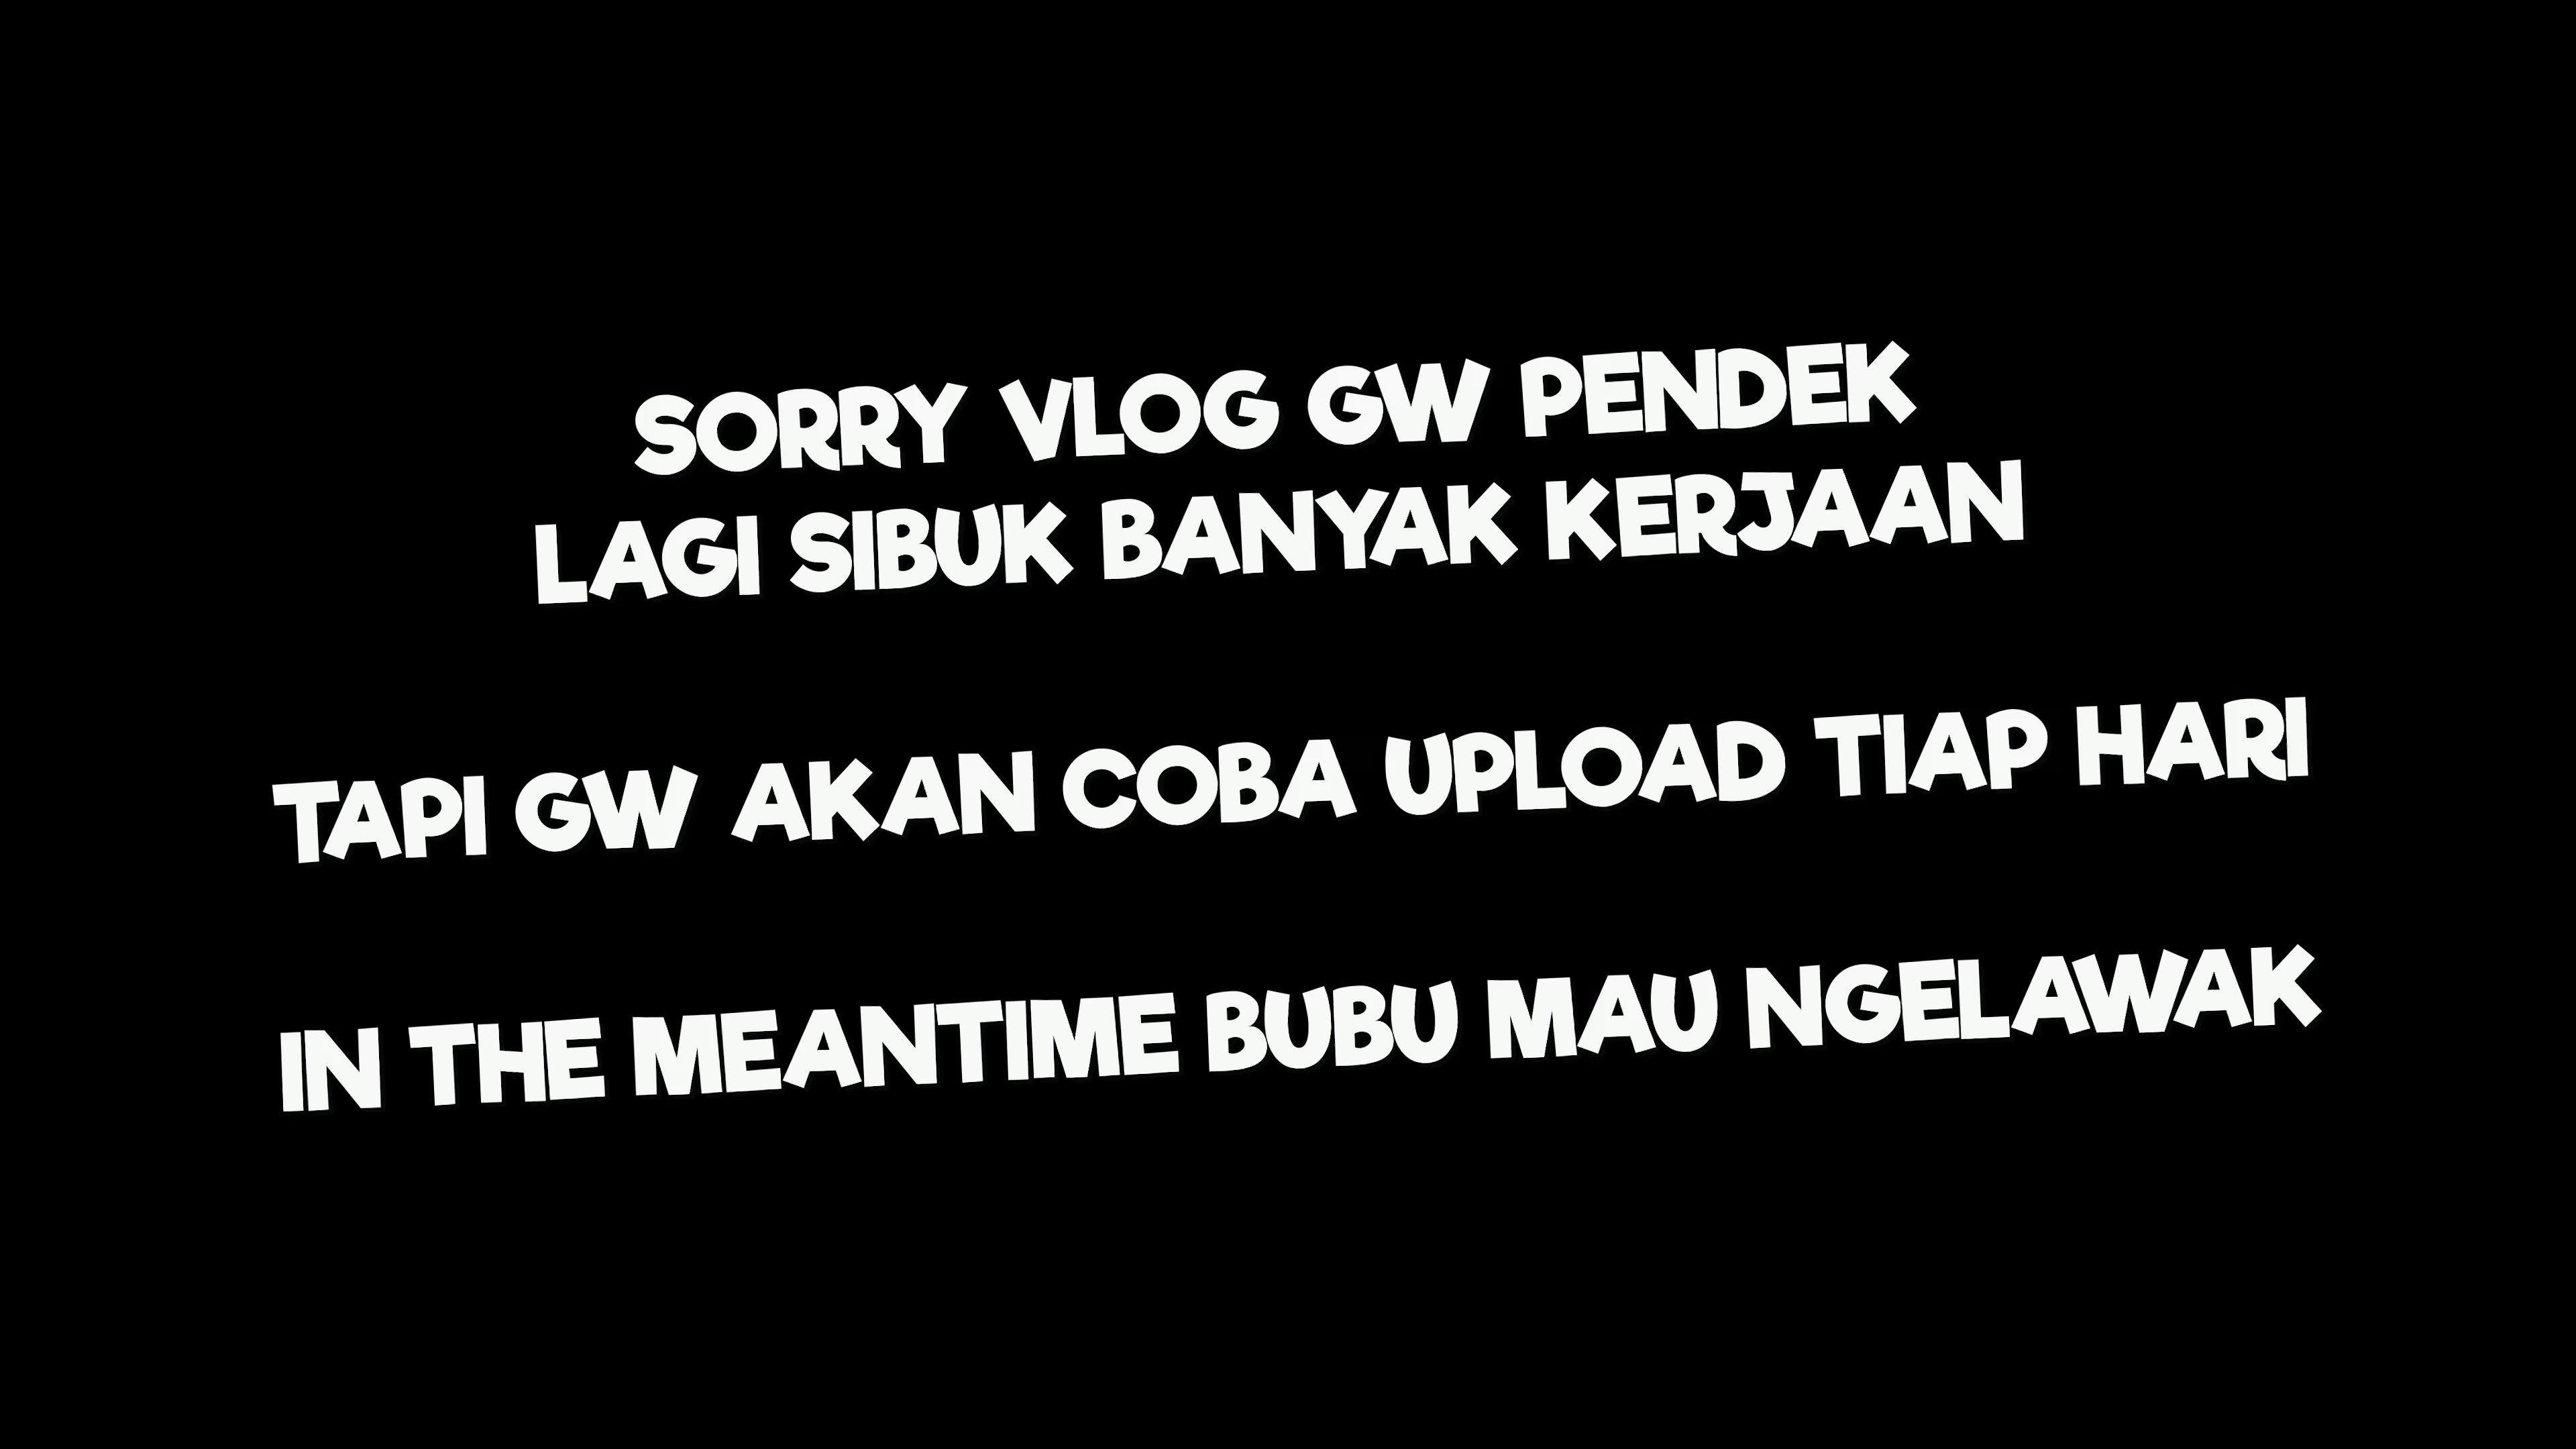 SORRY VLOG GW PENDEK
LAGI SIBUK BANYAK KERJAAN
TAPI GW AKAN COBA UPLOAD TIAP HARI
IN THE MEANTIME BUBU MAU NGELAWAK